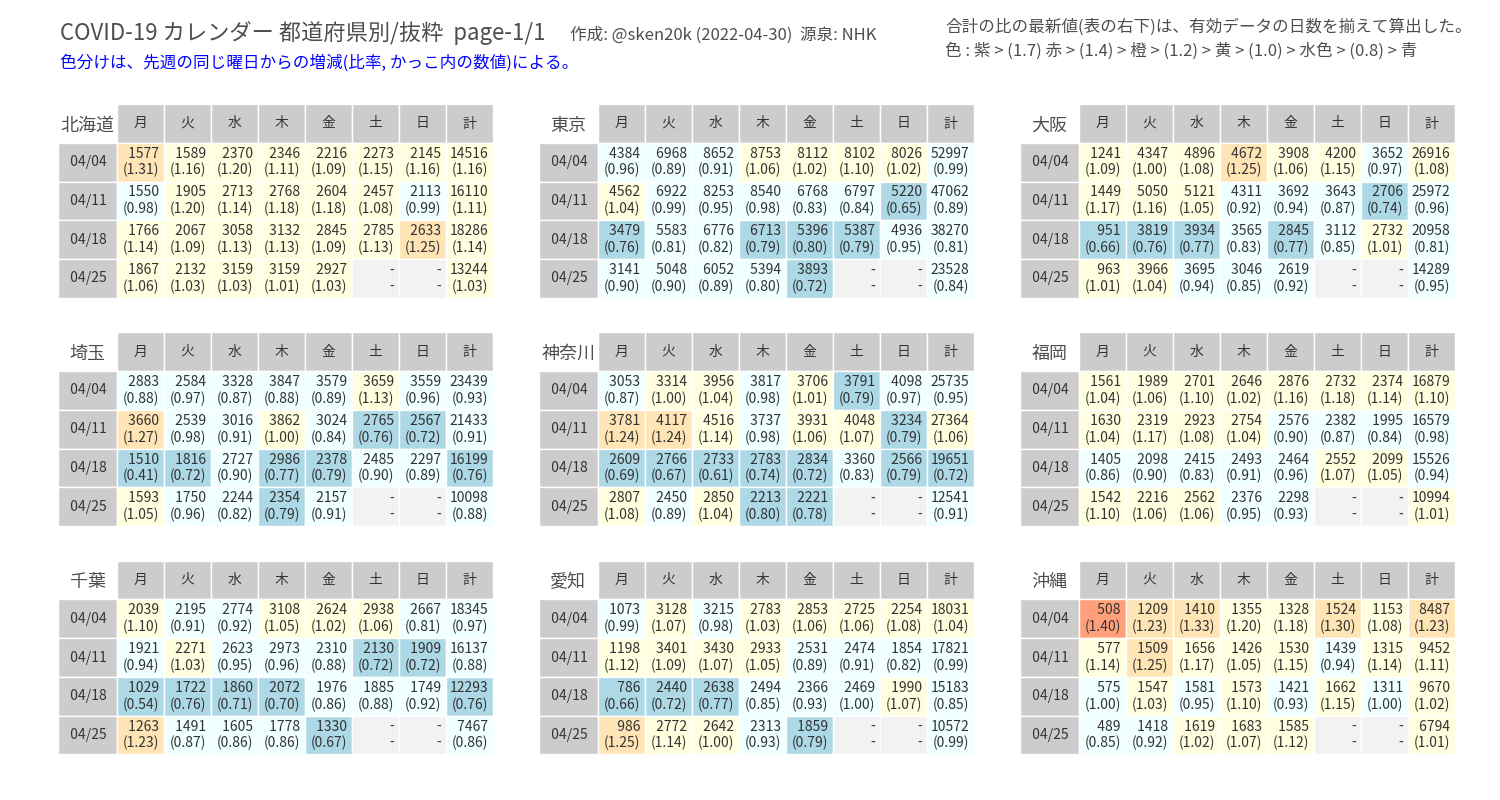 COVID-19 カレンダー 都道府県別/抜粋 page-1/1 作成: @sken20k (2022-04-30) 源泉: NHK
合計の比の最新値(表の右下)は、有効データの日数を揃えて算出した。
色分けは、先週の同じ曜日からの増減(比率, かっこ内の数値)による。
色 : 紫 > (1.7) 赤 > (1.4) > 橙 > (1.2) > 黄 > (1.0) > 水色 > (0.8) > 青
北海道 月 火 水 木 金 土 日 計
04/04 1577 1589 2370 2346 2216 2273 2145 14516
(1.31) (1.16) (1.20) (1.11) (1.09) (1.15) (1.16) (1.16)
04/11 1550 1905 2713 2768 2604 2457 2113 16110
(0.98) (1.20) (1.14) (1.18) (1.18) (1.08) (0.99) (1.11)
04/18 1766 2067 3058 3132 2845 2785 2633 18286
(1.14) (1.09) (1.13) (1.13) (1.09) (1.13) (1.25) (1.14)
04/25 1867 2132 3159 3159 2927 - - 13244
(1.06) (1.03) (1.03) (1.01) (1.03) - - (1.03)
東京 月 火 水 木 金 土 日 計
04/04 4384 6968 8652 8753 8112 8102 8026 52997
(0.96) (0.89) (0.91) (1.06) (1.02) (1.10) (1.02) (0.99)
04/11 4562 6922 8253 8540 6768 6797 5220 47062
(1.04) (0.99) (0.95) (0.98) (0.83) (0.84) (0.65) (0.89)
04/18 3479 5583 6776 6713 5396 5387 4936 38270
(0.76) (0.81) (0.82) (0.79) (0.80) (0.79) (0.95) (0.81)
04/25 3141 5048 6052 5394 3893 - - 23528
(0.90) (0.90) (0.89) (0.80) (0.72) - - (0.84)
大阪 月 火 水 木 金 土 日 計
04/04 1241 4347 4896 4672 3908 4200 3652 26916
(1.09) (1.00) (1.08) (1.25) (1.06) (1.15) (0.97) (1.08)
04/11 1449 5050 5121 4311 3692 3643 2706 25972
(1.17) (1.16) (1.05) (0.92) (0.94) (0.87) (0.74) (0.96)
04/18 951 3819 3934 3565 2845 3112 2732 20958
(0.66) (0.76) (0.77) (0.83) (0.77) (0.85) (1.01) (0.81)
04/25 963 3966 3695 3046 2619 - - 14289
(1.01) (1.04) (0.94) (0.85) (0.92) - - (0.95)
埼玉 月 火 水 木 金 土 日 計
04/04 2883 2584 3328 3847 3579 3659 3559 23439
(0.88) (0.97) (0.87) (0.88) (0.89) (1.13) (0.96) (0.93)
04/11 3660 2539 3016 3862 3024 2765 2567 21433
(1.27) (0.98) (0.91) (1.00) (0.84) (0.76) (0.72) (0.91)
04/18 1510 1816 2727 2986 2378 2485 2297 16199
(0.41) (0.72) (0.90) (0.77) (0.79) (0.90) (0.89) (0.76)
04/25 1593 1750 2244 2354 2157 - - 10098
(1.05) (0.96) (0.82) (0.79) (0.91) - - (0.88)
神奈川 月 火 水 木 金 土 日 計
04/04 3053 3314 3956 3817 3706 3791 4098 25735
(0.87) (1.00) (1.04) (0.98) (1.01) (0.79) (0.97) (0.95)
04/11 3781 4117 4516 3737 3931 4048 3234 27364
(1.24) (1.24) (1.14) (0.98) (1.06) (1.07) (0.79) (1.06)
04/18 2609 2766 2733 2783 2834 3360 2566 19651
(0.69) (0.67) (0.61) (0.74) (0.72) (0.83) (0.79) (0.72)
04/25 2807 2450 2850 2213 2221 - - 12541
(1.08) (0.89) (1.04) (0.80) (0.78) - - (0.91)
福岡 月 火 水 木 金 土 日 計
04/04 1561 1989 2701 2646 2876 2732 2374 16879
(1.04) (1.06) (1.10) (1.02) (1.16) (1.18) (1.14) (1.10)
04/11 1630 2319 2923 2754 2576 2382 1995 16579
(1.04) (1.17) (1.08) (1.04) (0.90) (0.87) (0.84) (0.98)
04/18 1405 2098 2415 2493 2464 2552 2099 15526
(0.86) (0.90) (0.83) (0.91) (0.96) (1.07) (1.05) (0.94)
04/25 1542 2216 2562 2376 2298 - - 10994
(1.10) (1.06) (1.06) (0.95) (0.93) - - (1.01)
千葉 月 火 水 木 金 土 日 計
04/04 2039 2195 2774 3108 2624 2938 2667 18345
(1.10) (0.91) (0.92) (1.05) (1.02) (1.06) (0.81) (0.97)
04/11 1921 2271 2623 2973 2310 2130 1909 16137
(0.94) (1.03) (0.95) (0.96) (0.88) (0.72) (0.72) (0.88)
04/18 1029 1722 1860 2072 1976 1885 1749 12293
(0.54) (0.76) (0.71) (0.70) (0.86) (0.88) (0.92) (0.76)
04/25 1263 1491 1605 1778 1330 - - 7467
(1.23) (0.87) (0.86) (0.86) (0.67) - - (0.86)
愛知 月 火 水 木 金 土 日 計
04/04 1073 3128 3215 2783 2853 2725 2254 18031
(0.99) (1.07) (0.98) (1.03) (1.06) (1.06) (1.08) (1.04)
04/11 1198 3401 3430 2933 2531 2474 1854 17821
(1.12) (1.09) (1.07) (1.05) (0.89) (0.91) (0.82) (0.99)
04/18 786 2440 2638 2494 2366 2469 1990 15183
(0.66) (0.72) (0.77) (0.85) (0.93) (1.00) (1.07) (0.85)
04/25 986 2772 2642 2313 1859 - - 10572
(1.25) (1.14) (1.00) (0.93) (0.79) - - (0.99)
沖縄 月 火 水 木 金 土 日 計
04/04 508 1209 1410 1355 1328 1524 1153 8487
(1.40) (1.23) (1.33) (1.20) (1.18) (1.30) (1.08) (1.23)
04/11 577 1509 1656 1426 1530 1439 1315 9452
(1.14) (1.25) (1.17) (1.05) (1.15) (0.94) (1.14) (1.11)
04/18 575 1547 1581 1573 1421 1662 1311 9670
(1.00) (1.03) (0.95) (1.10) (0.93) (1.15) (1.00) (1.02)
04/25 489 1418 1619 1683 1585 - - 6794
(0.85) (0.92) (1.02) (1.07) (1.12) - - (1.01)